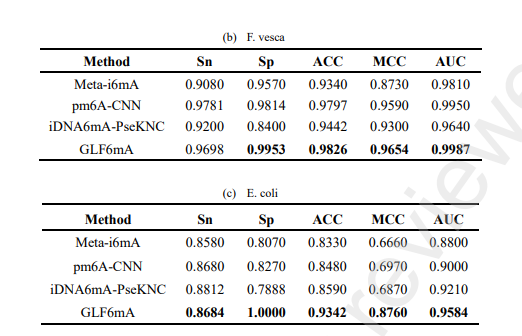 (b) F. vesca
Method Sn Sp ACC MCC AUC
Meta-i6mA 0.9080 0.9570 0.9340 0.8730 0.9810
pm6A-CNN 0.9781 0.9814 0.9797 0.9590 0.9950
iDNA6mA-PseKNC 0.9200 0.8400 0.9442 0.9300 0.9640
GLF6mA 0.9698 0.9953 0.9826 0.9654 0.9987
(c) E. coli
Method Sn Sp ACC MCC AUC
Meta-i6mA 0.8580 0.8070 0.8330 0.6660 0.8800
pm6A-CNN 0.8680 0.8270 0.8480 0.6970 0.9000
iDNA6mA-PseKNC 0.8812 0.7888 0.8590 0.6870 0.9210
GLF6mA 0.8684 1.0000 0.9342 0.8760 0.9584
reviewe